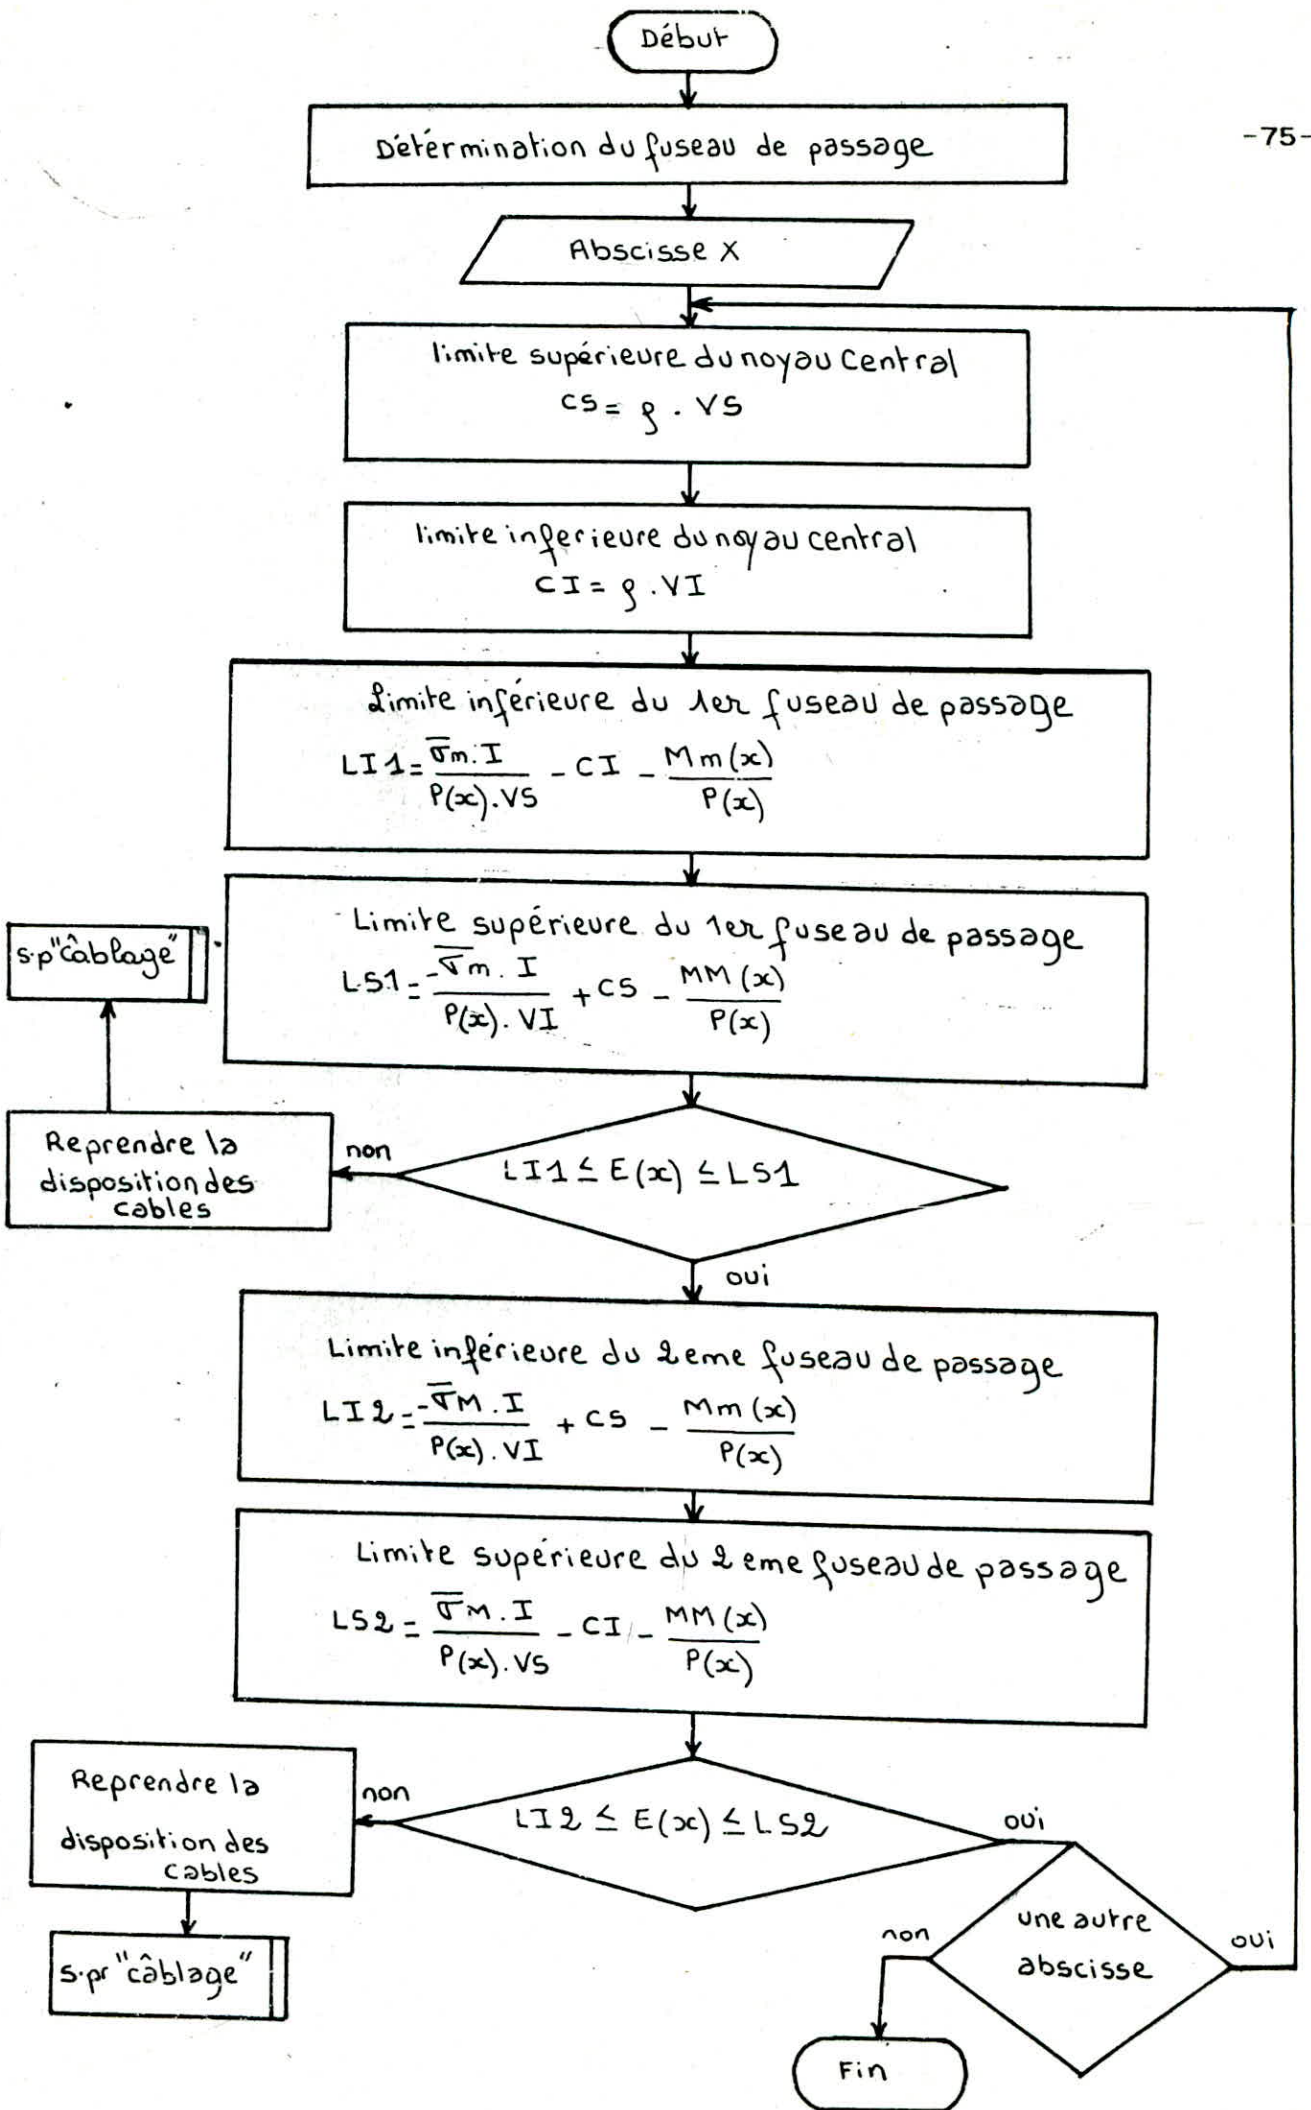 Début
-75-
Détérmination du fuseau de passage
Abscisse X
limite supérieure du noyau Central
CS = ρ . VS
limite inferieure du noyau central
CI = ρ . VI
Limite inférieure du 1er fuseau de passage
LI1 = σ̅m. I / P(x). VS - CI - Mm(x) / P(x)
Limite supérieure du 1er fuseau de passage
LS1 = -σ̅m. I / P(x). VI + CS - MM(x) / P(x)
s.p "câblage"
Reprendre la
disposition des
cables
non
LI1 ≤ E(x) ≤ LS1
oui
Limite inférieure du 2eme fuseau de passage
LI2 = -σ̅M. I / P(x). VI + CS - Mm(x) / P(x)
Limite supérieure du 2eme fuseau de passage
LS2 = σ̅M. I / P(x). VS - CI - MM(x) / P(x)
Reprendre la
disposition des
cables
non
LI2 ≤ E(x) ≤ LS2
oui
s.pr "câblage"
non
une autre
abscisse
oui
Fin